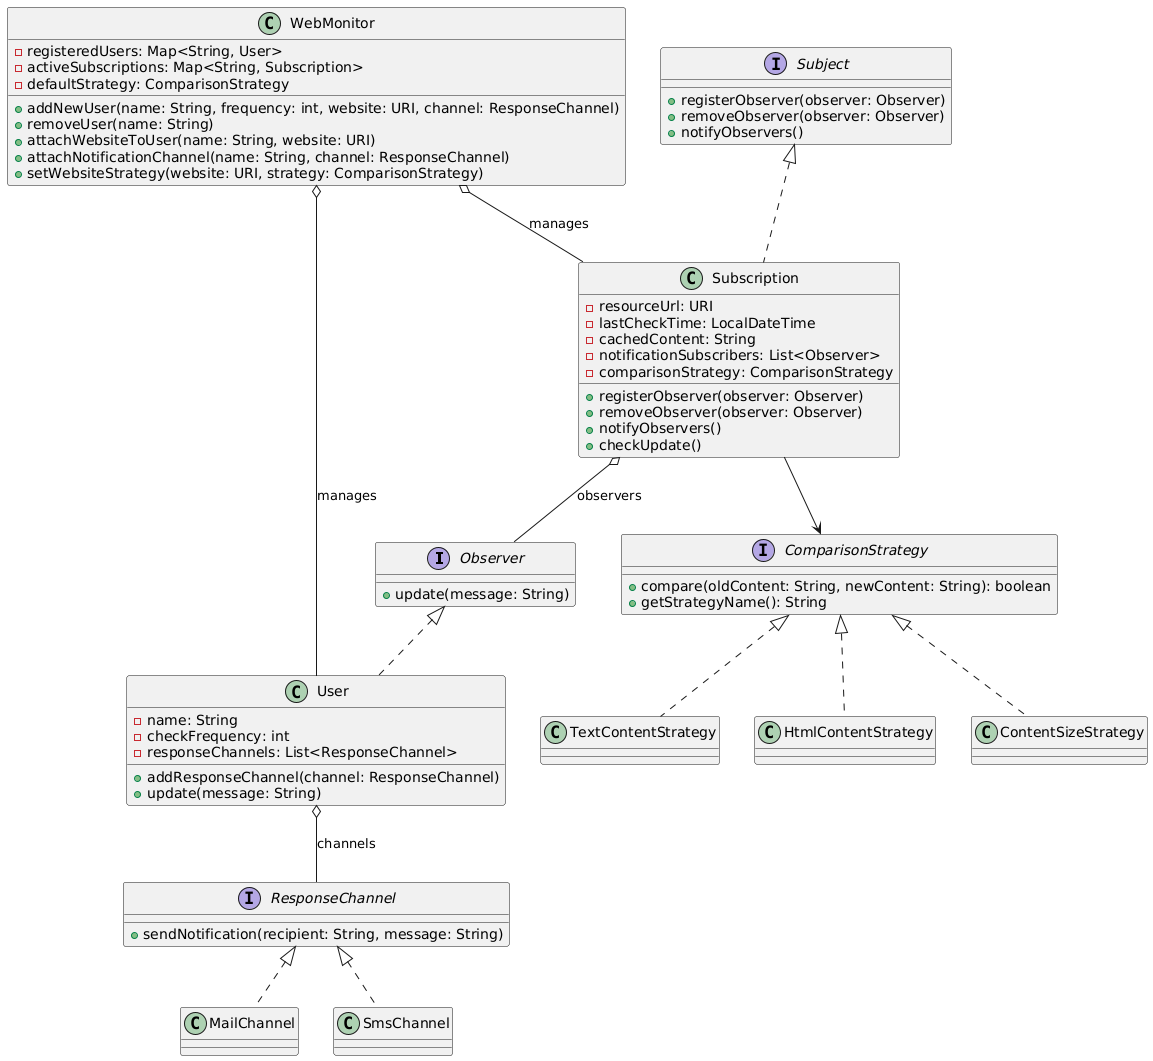 C WebMonitor
registeredUsers: Map<String, User>
activeSubscriptions: Map<String, Subscription>
defaultStrategy: ComparisonStrategy
addNewUser(name: String, frequency: int, website: URI, channel: ResponseChannel)
removeUser(name: String)
attachWebsiteToUser(name: String, website: URI)
attachNotificationChannel(name: String, channel: ResponseChannel)
setWebsiteStrategy(website: URI, strategy: ComparisonStrategy)
I Subject
registerObserver(observer: Observer)
removeObserver(observer: Observer)
notifyObservers()
manages
C Subscription
resourceUrl: URI
lastCheckTime: LocalDateTime
cachedContent: String
notificationSubscribers: List<Observer>
comparisonStrategy: ComparisonStrategy
registerObserver(observer: Observer)
removeObserver(observer: Observer)
notifyObservers()
checkUpdate()
manages
observers
I Observer
update(message: String)
I ComparisonStrategy
compare(oldContent: String, newContent: String): boolean
getStrategyName(): String
C User
name: String
checkFrequency: int
responseChannels: List<ResponseChannel>
addResponseChannel(channel: ResponseChannel)
update(message: String)
C TextContentStrategy
C HtmlContentStrategy
C ContentSizeStrategy
channels
I ResponseChannel
sendNotification(recipient: String, message: String)
C MailChannel
C SmsChannel